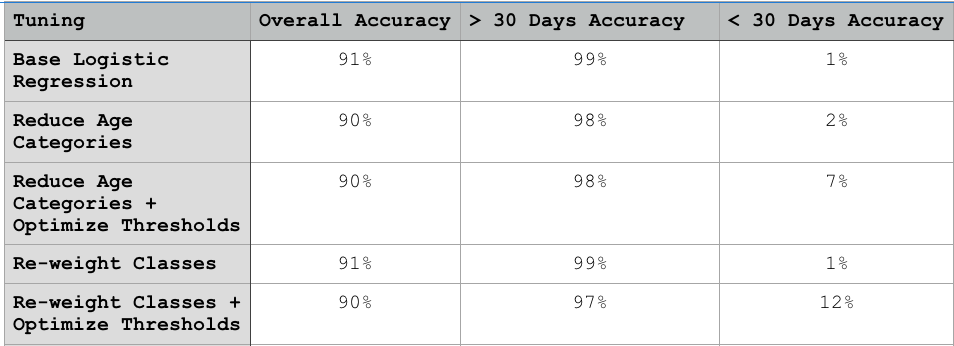 Tuning Overall Accuracy > 30 Days Accuracy < 30 Days Accuracy
Base Logistic
Regression
91% 99% 1%
Reduce Age
Categories
90% 98% 2%
Reduce Age
Categories +
Optimize Thresholds
90% 98% 7%
Re-weight Classes 91% 99% 1%
Re-weight Classes +
Optimize Thresholds
90% 97% 12%